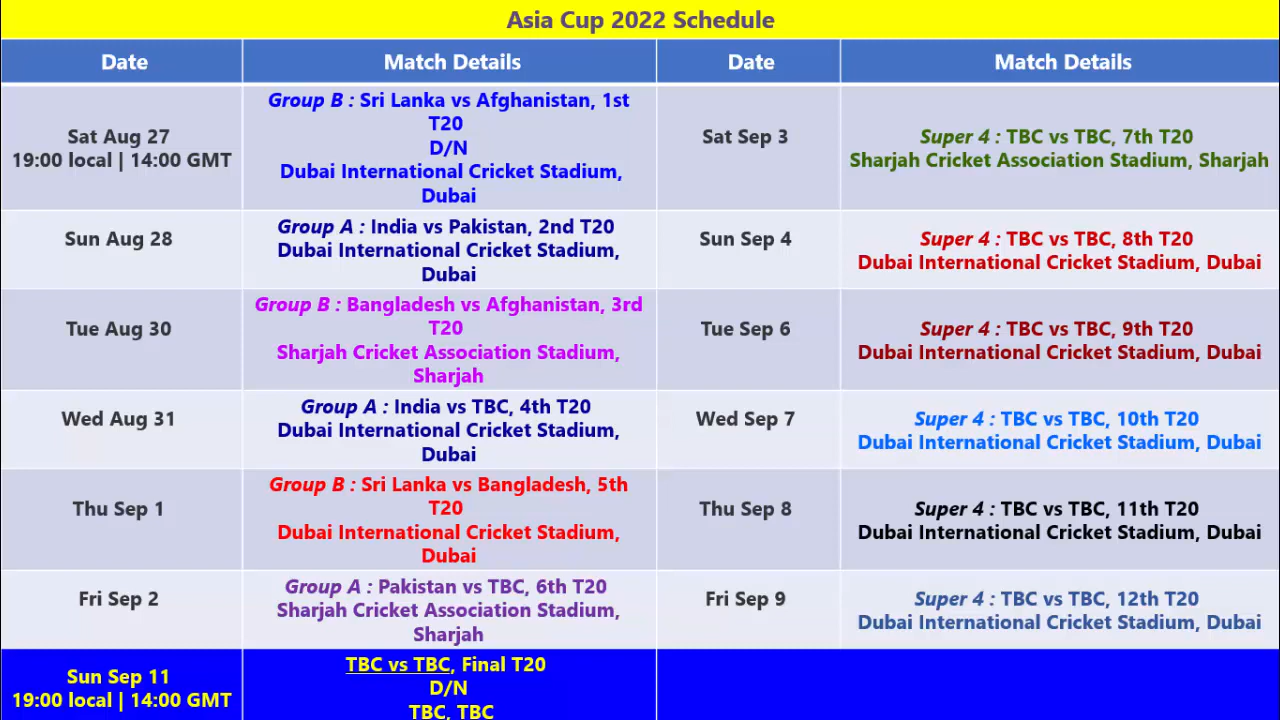 Asia Cup 2022 Schedule
Date
Match Details
Date
Match Details
Sat Aug 27
19:00 local | 14:00 GMT
Group B : Sri Lanka vs Afghanistan, 1st
T20
D/N
Dubai International Cricket Stadium,
Dubai
Sat Sep 3
Super 4 : TBC vs TBC, 7th T20
Sharjah Cricket Association Stadium, Sharjah
Sun Aug 28
Group A : India vs Pakistan, 2nd T20
Dubai International Cricket Stadium,
Dubai
Sun Sep 4
Super 4 : TBC vs TBC, 8th T20
Dubai International Cricket Stadium, Dubai
Tue Aug 30
Group B : Bangladesh vs Afghanistan, 3rd
T20
Sharjah Cricket Association Stadium,
Sharjah
Tue Sep 6
Super 4 : TBC vs TBC, 9th T20
Dubai International Cricket Stadium, Dubai
Wed Aug 31
Group A : India vs TBC, 4th T20
Dubai International Cricket Stadium,
Dubai
Wed Sep 7
Super 4 : TBC vs TBC, 10th T20
Dubai International Cricket Stadium, Dubai
Thu Sep 1
Group B : Sri Lanka vs Bangladesh, 5th
T20
Dubai International Cricket Stadium,
Dubai
Thu Sep 8
Super 4 : TBC vs TBC, 11th T20
Dubai International Cricket Stadium, Dubai
Fri Sep 2
Group A : Pakistan vs TBC, 6th T20
Sharjah Cricket Association Stadium,
Sharjah
Fri Sep 9
Super 4 : TBC vs TBC, 12th T20
Dubai International Cricket Stadium, Dubai
Sun Sep 11
19:00 local | 14:00 GMT
TBC vs TBC, Final T20
D/N
TBC, TBC